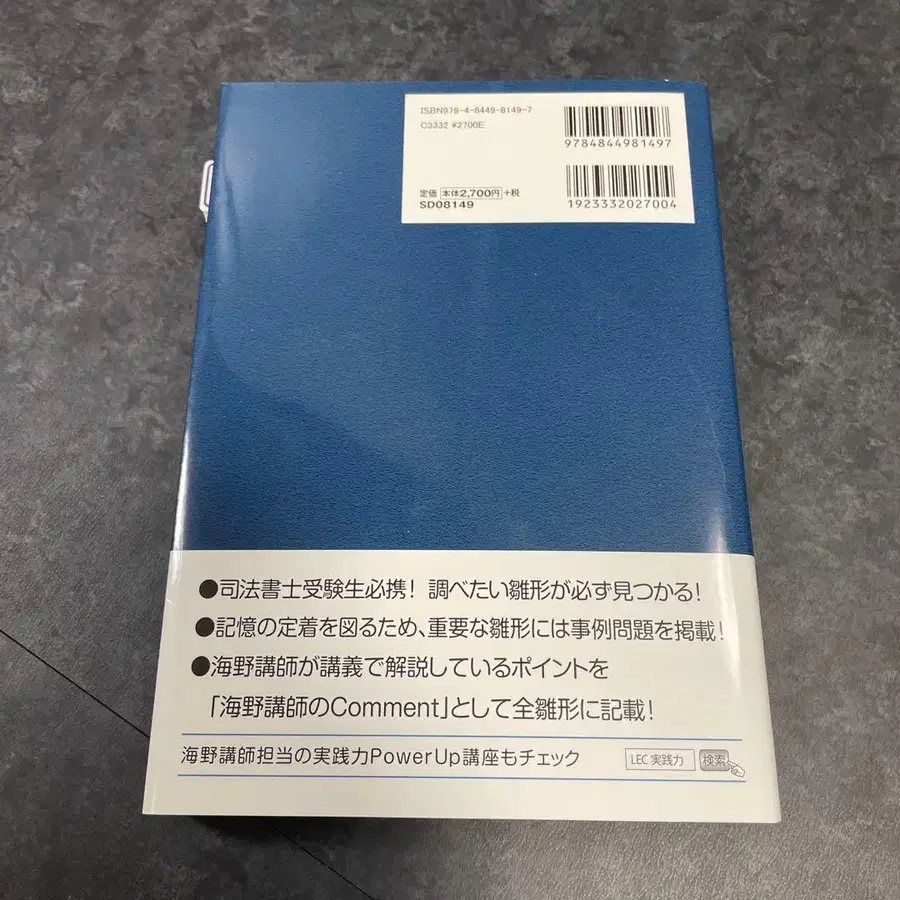 ISBN978-4-8449-8149-7
C3332 ¥2700E
9784844981497
定価 本体2,700円 +税
SD08149
1923332027004
●司法書士受験生必携! 調べたい雛形が必ず見つかる!
●記憶の定着を図るため、重要な雛形には事例問題を掲載!
●海野講師が講義で解説しているポイントを
「海野講師のComment」として全雛形に記載!
海野講師担当の実践力PowerUp講座もチェック
LEC 実践力 検索